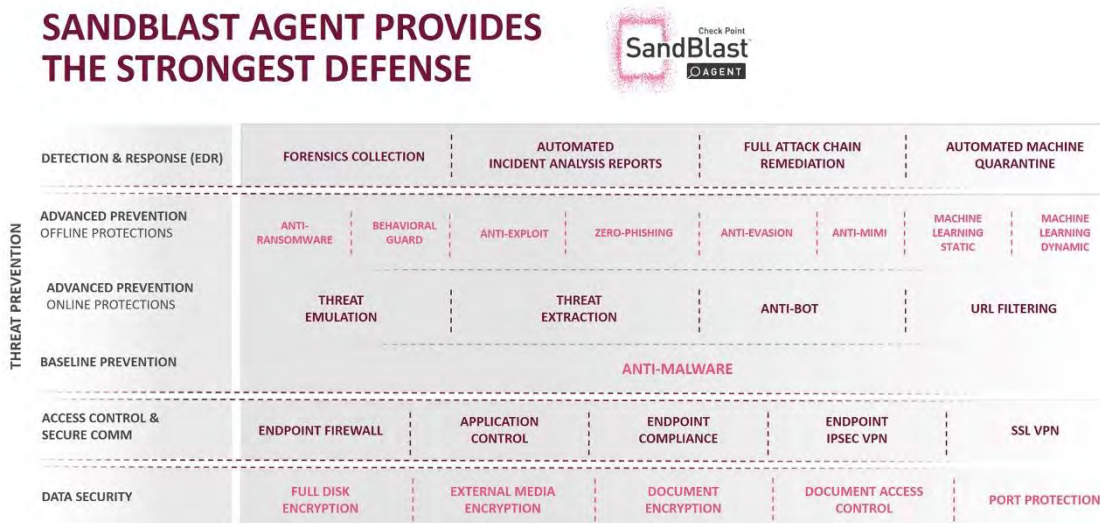 SANDBLAST AGENT PROVIDES
THE STRONGEST DEFENSE
Check Point
SandBlast
AGENT
THREAT PREVENTION
DETECTION & RESPONSE (EDR)
FORENSICS COLLECTION
AUTOMATED
INCIDENT ANALYSIS REPORTS
FULL ATTACK CHAIN
REMEDIATION
AUTOMATED MACHINE
QUARANTINE
ADVANCED PREVENTION
OFFLINE PROTECTIONS
ANTI-
RANSOMWARE
BEHAVIORAL
GUARD
ANTI-EXPLOIT
ZERO-PHISHING
ANTI-EVASION
ANTI-MIMI
MACHINE
LEARNING
STATIC
MACHINE
LEARNING
DYNAMIC
ADVANCED PREVENTION
ONLINE PROTECTIONS
THREAT
EMULATION
THREAT
EXTRACTION
ANTI-BOT
URL FILTERING
BASELINE PREVENTION
ANTI-MALWARE
ACCESS CONTROL &
SECURE COMM
ENDPOINT FIREWALL
APPLICATION
CONTROL
ENDPOINT
COMPLIANCE
ENDPOINT
IPSEC VPN
SSL VPN
DATA SECURITY
FULL DISK
ENCRYPTION
EXTERNAL MEDIA
ENCRYPTION
DOCUMENT
ENCRYPTION
DOCUMENT ACCESS
CONTROL
PORT PROTECTION